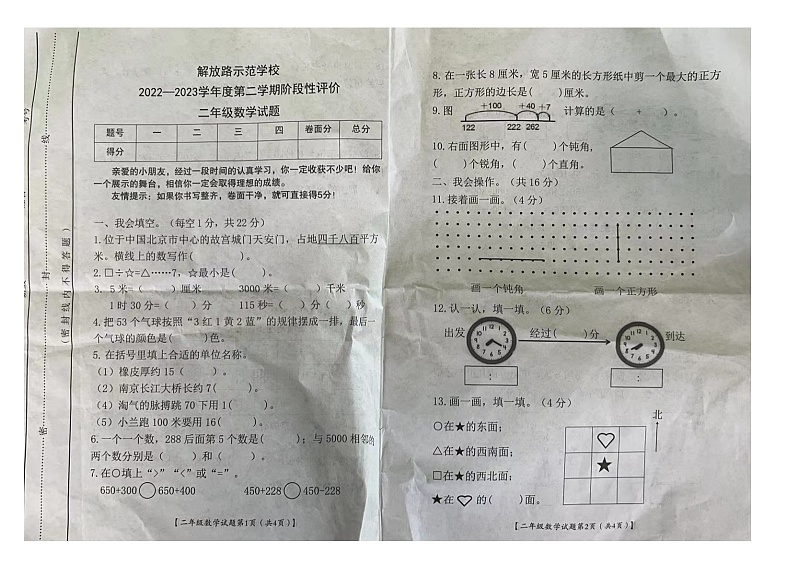 解放路示范学校
2022—2023学年度第二学期阶段性评价
二年级数学试题
题号 一 二 三 四 卷面分 总分
得分
亲爱的小朋友，经过一段时间的认真学习，你一定收获不少吧！给你
一个展示的舞台，相信你一定会取得理想的成绩。
友情提示：如果你书写整齐，卷面干净，就可直接得5分！
一、我会填空。（每空1分，共22分）
1.位于中国北京市中心的故宫城门天安门，占地四千八百平方
米。横线上的数写作( )。
2.□÷☆=△……7，☆最小是( )。
3. 5米=( )厘米 3000米=( )千米
1时30分=( )分 115秒=( )分( )秒
4.把53个气球按照“3红1黄2蓝”的规律摆成一排，最后一
个气球的颜色是( )色。
5. 在括号里填上合适的单位名称。
（1）橡皮厚约15( )。
（2）南京长江大桥长约7( )。
（4）淘气的脉搏跳70下用1( )。
（5）小兰跑100米要用16( )。
6.一个一个数，288后面第5个数是( )；与5000相邻的
两个数分别是( )和( )。
7.在○填上“>”“<”或“=”。
650+300○650+400 450+228○450-228
【二年级数学试题第1页（共4页）】
8.在一张长8厘米，宽5厘米的长方形纸中剪一个最大的正方
形，正方形的边长是( )厘米。
9.图 +100 +40 +7 计算的是( + )。
122 222 262
10.右面图形中，有( )个钝角，
( )个锐角，( )个直角。
二、我会操作。（共16分）
11.接着画一画。（4分）
画一个钝角 画一个正方形
12.认一认，填一填。（6分）
出发 经过( )分 到达
: :
13.画一画，填一填。（4分）
北
○在★的东面；
△在★的西南面；
□在★的西北面；
★在♡的( )面。
【二年级数学试题第2页（共4页）】
密 封 线
（密封线内不得答题）